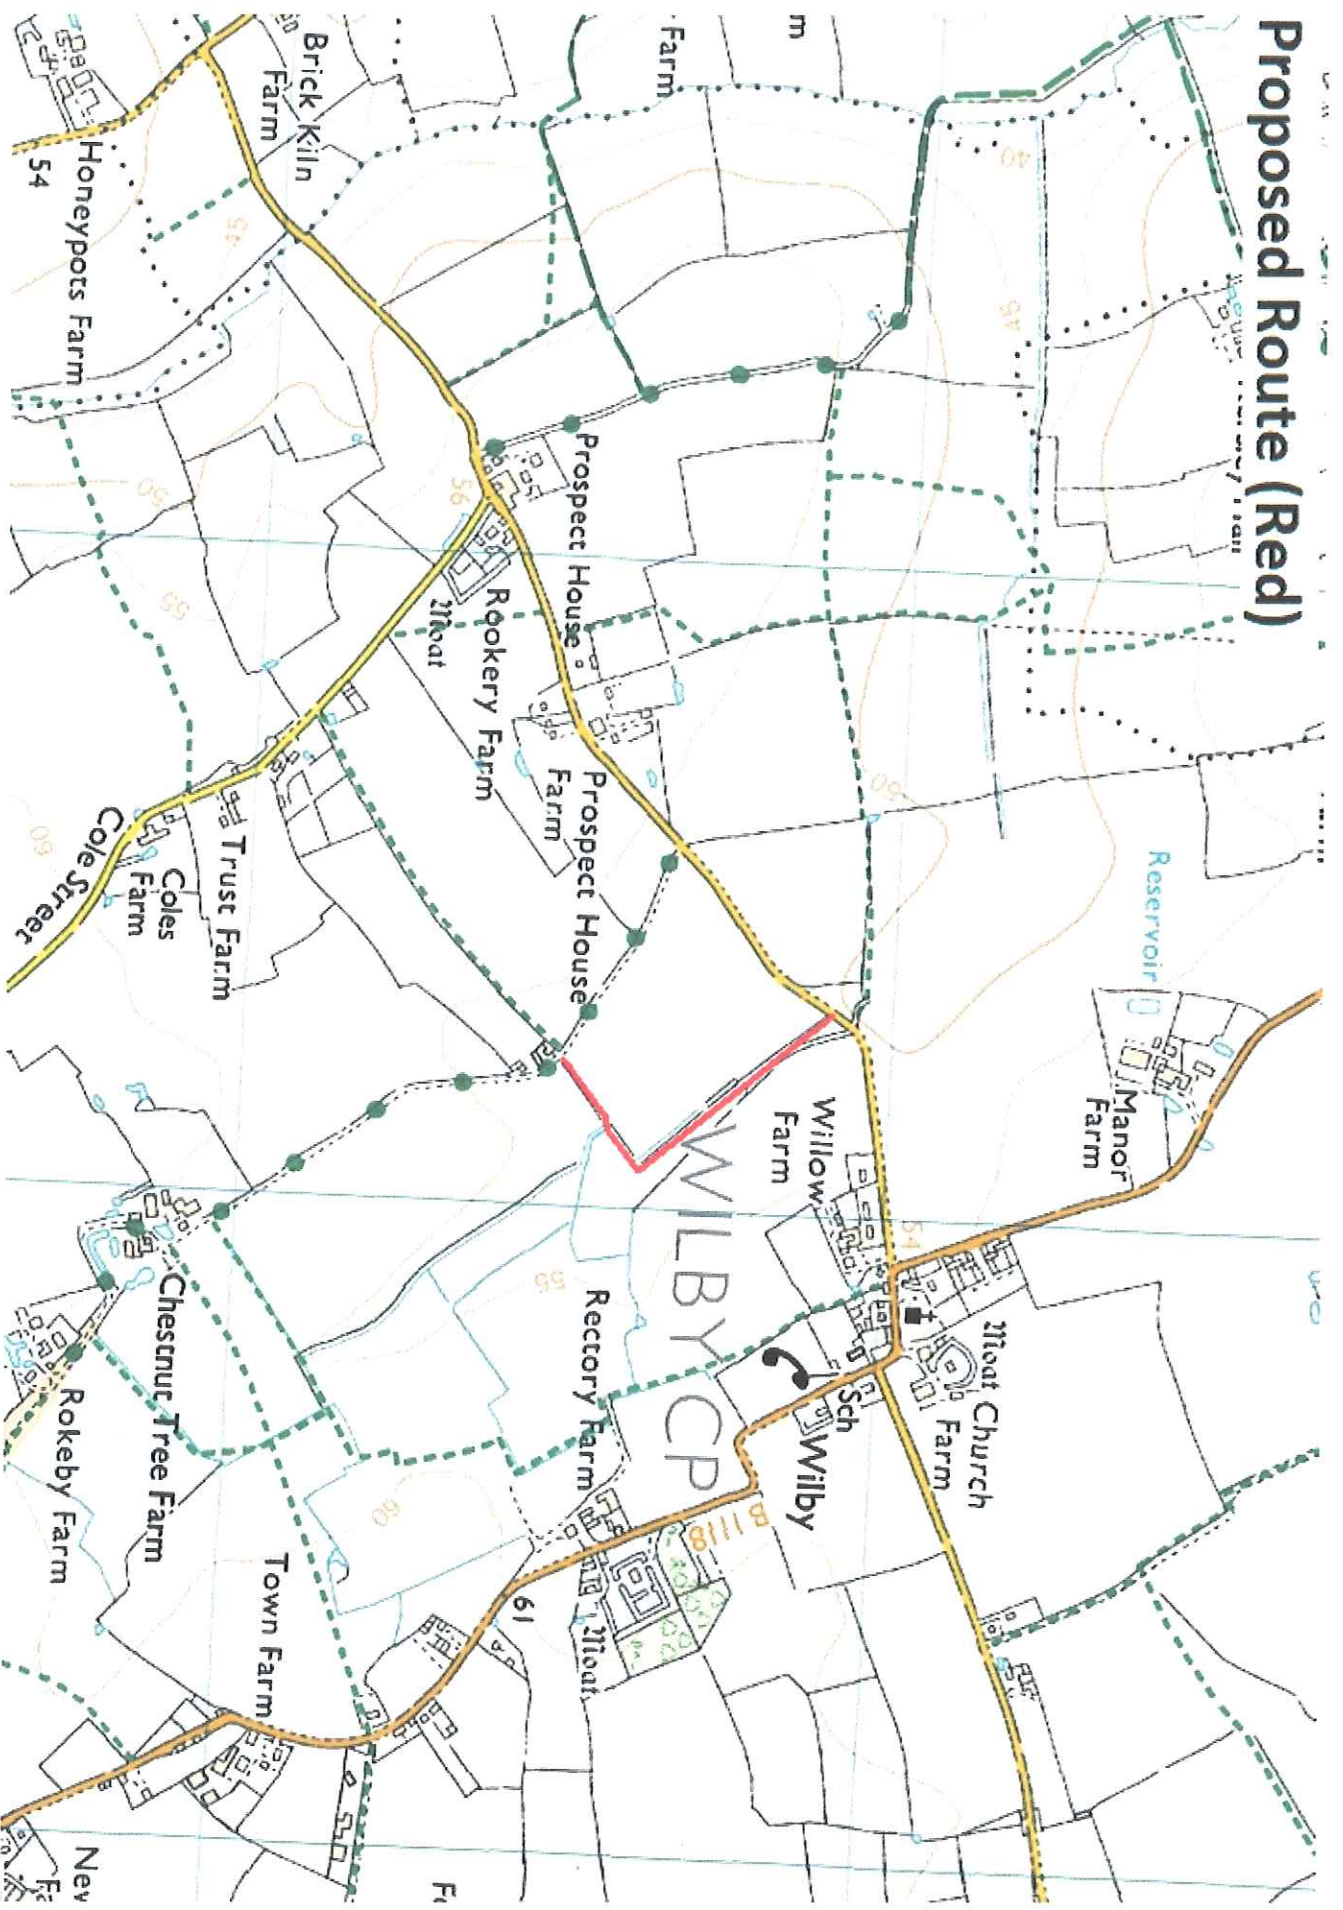 Proposed Route (Red)
Reservoir
Manor
Farm
40
45
50
54
Moat Church
Farm
Willow
Farm
Sch
Wilby
B1118
WILBY CP
m
Farm
Prospect House
Prospect House
Farm
Rectory Farm
Moat
61
55
Rookery Farm
Moat
56
60
Brick Kiln
Farm
45
Trust Farm
Coles
Farm
Cole Street
50
55
60
Chestnut Tree Farm
Town Farm
Honeypots Farm
54
Rokeby Farm